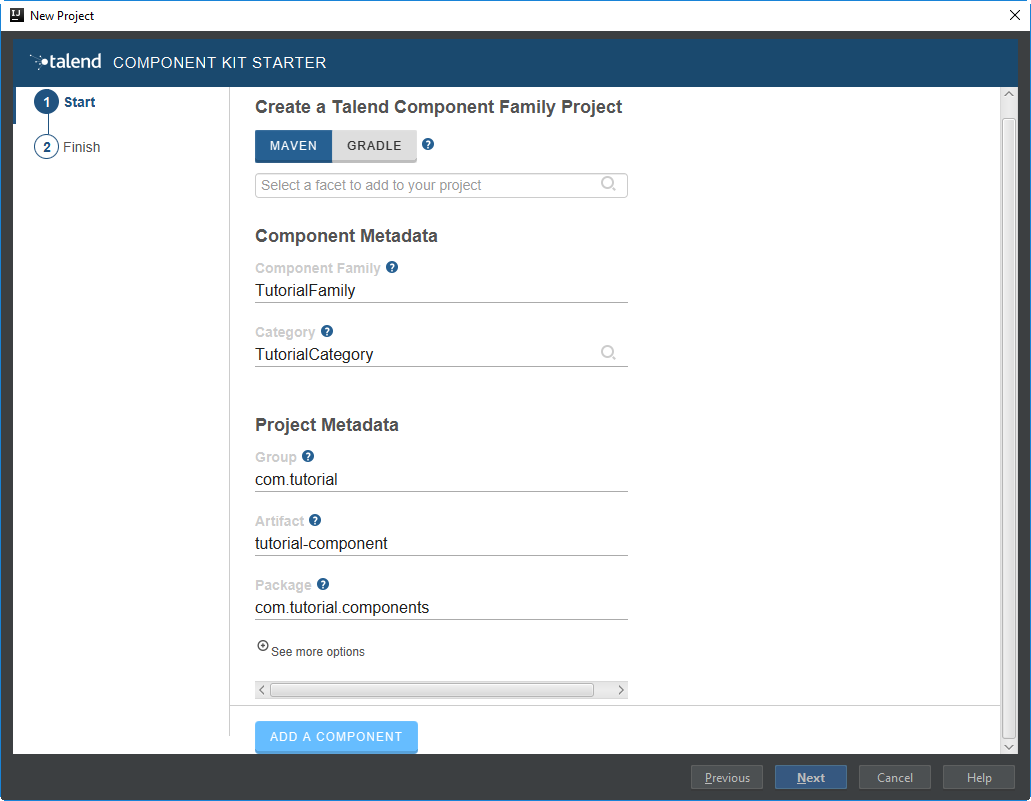 New Project
talend COMPONENT KIT STARTER
1 Start
2 Finish
Create a Talend Component Family Project
MAVEN GRADLE ?
Select a facet to add to your project
Component Metadata
Component Family ?
TutorialFamily
Category ?
TutorialCategory
Project Metadata
Group ?
com.tutorial
Artifact ?
tutorial-component
Package ?
com.tutorial.components
See more options
ADD A COMPONENT
Previous Next Cancel Help